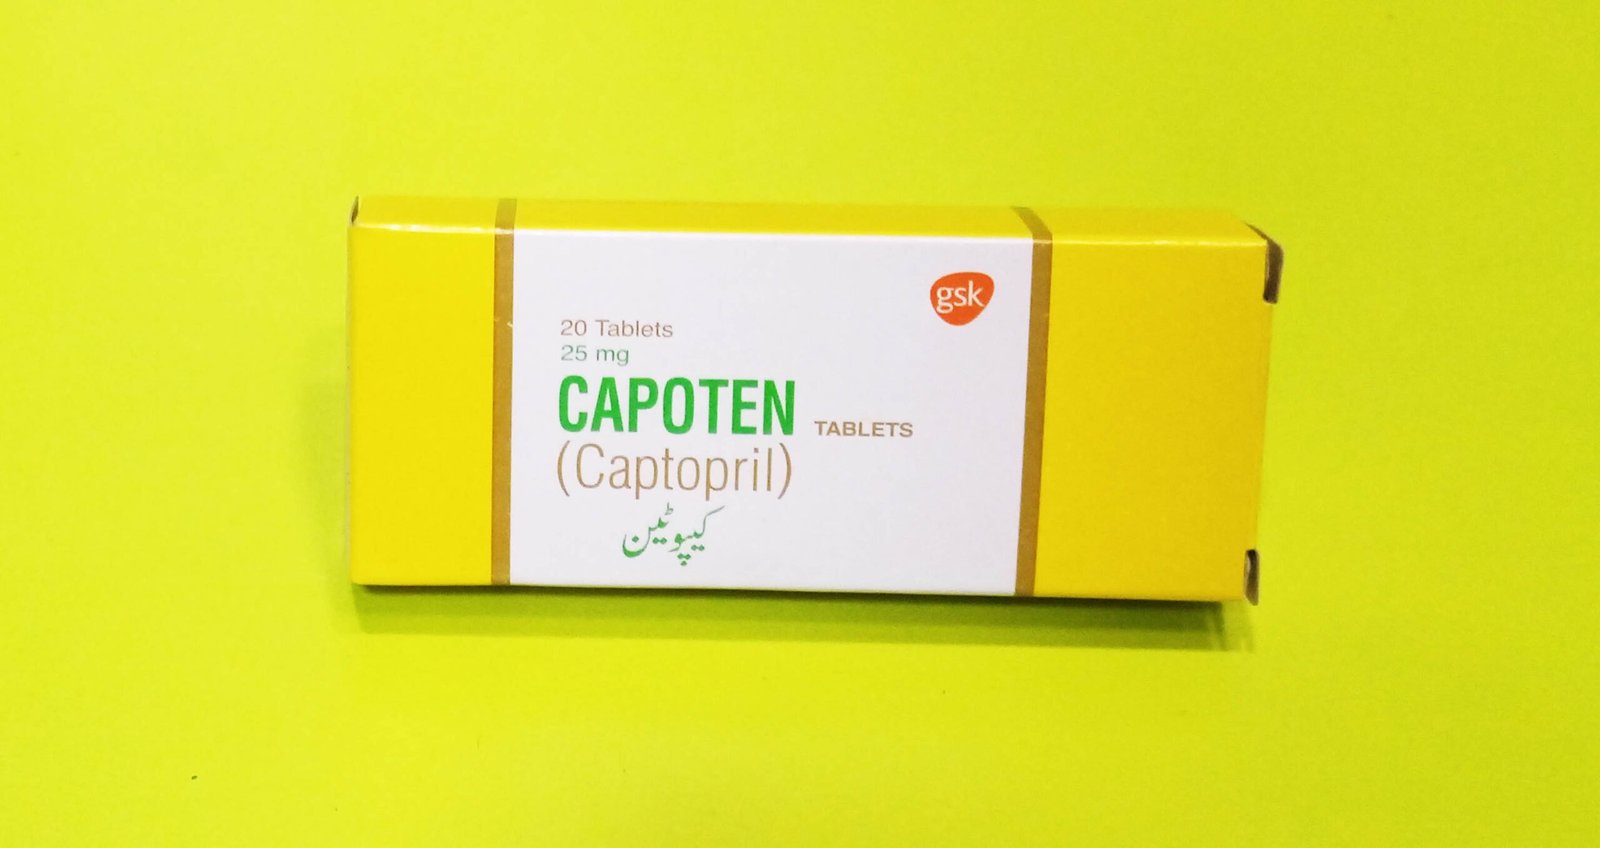 gsk
20 Tablets
25 mg
CAPOTEN TABLETS
(Captopril)
کیپوٹین